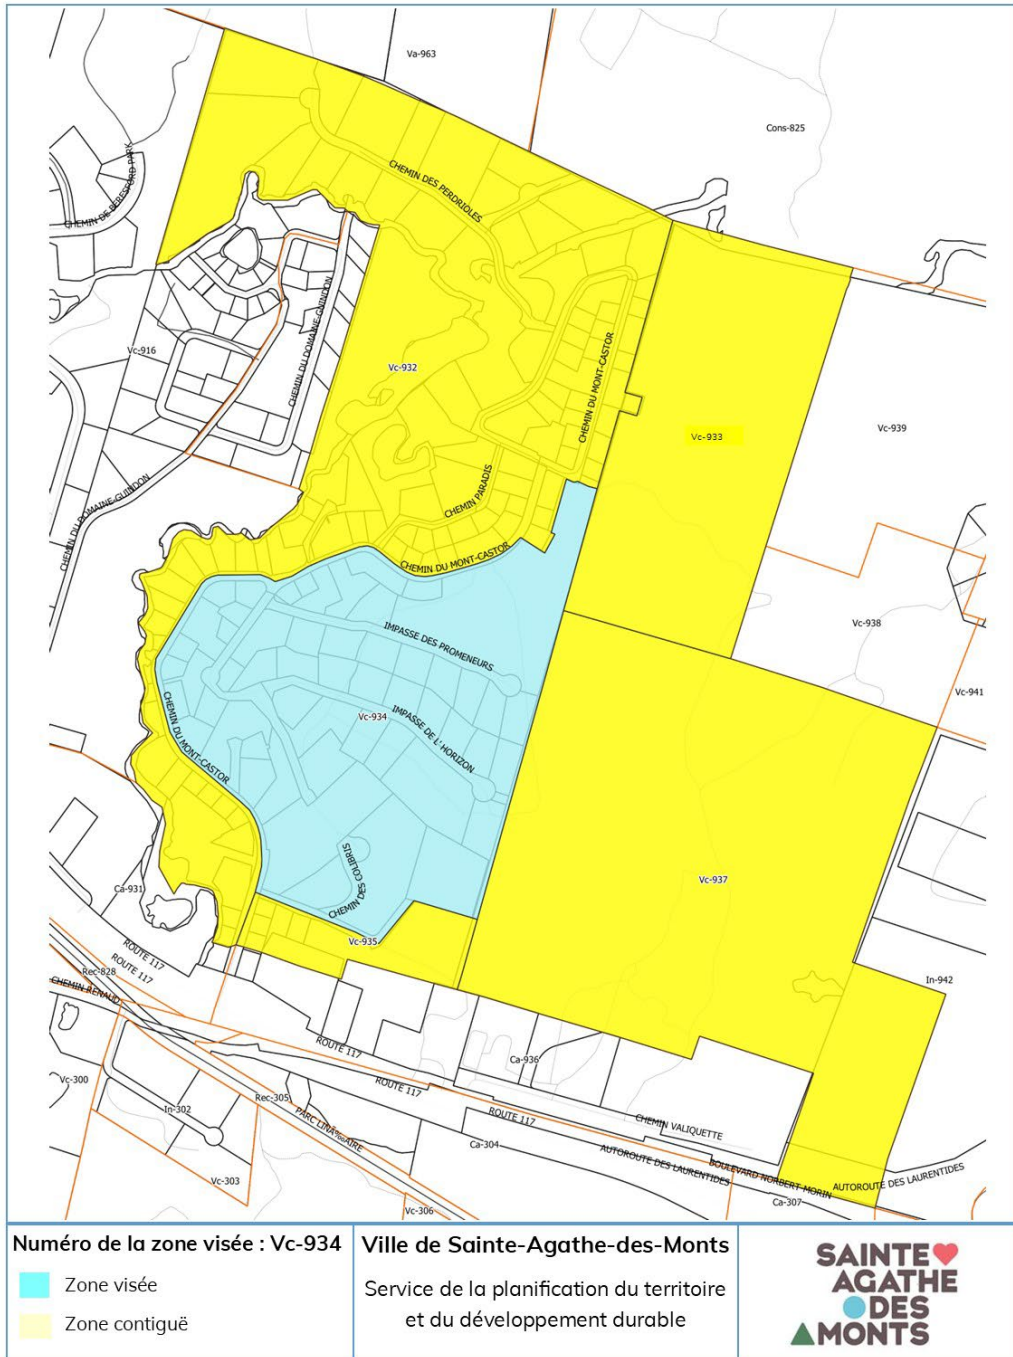 Va-963
Cons-825
CHEMIN DE BERESFORD PARK
CHEMIN DES PERDRIOLES
CHEMIN DU DOMAINE-GUINDON
Vc-916
Vc-932
CHEMIN DU MONT-CASTOR
Vc-933
Vc-939
CHEMIN DU DOMAINE-GUINDON
CHEMIN PARADIS
CHEMIN DU MONT-CASTOR
IMPASSE DES PROMENEURS
Vc-938
Vc-941
CHEMIN DU MONT-CASTOR
Vc-934
IMPASSE DE L' HORIZON
CHEMIN DES COLIBRIS
Vc-937
Ca-931
Vc-935
ROUTE 117
ROUTE 117
Rec-828
CHEMIN RENAUD
In-942
ROUTE 117
Ca-936
Vc-300
In-302
Rec-305
ROUTE 117
PARC LINÃ‰AIRE
ROUTE 117
CHEMIN VALIQUETTE
Ca-304
AUTOROUTE DES LAURENTIDES
BOULEVARD NORBERT-MORIN
AUTOROUTE DES LAURENTIDES
Vc-303
Vc-306
Ca-307
Numéro de la zone visée : Vc-934
Zone visée
Zone contiguë
Ville de Sainte-Agathe-des-Monts
Service de la planification du territoire
et du développement durable
SAINTE
AGATHE
DES
MONTS